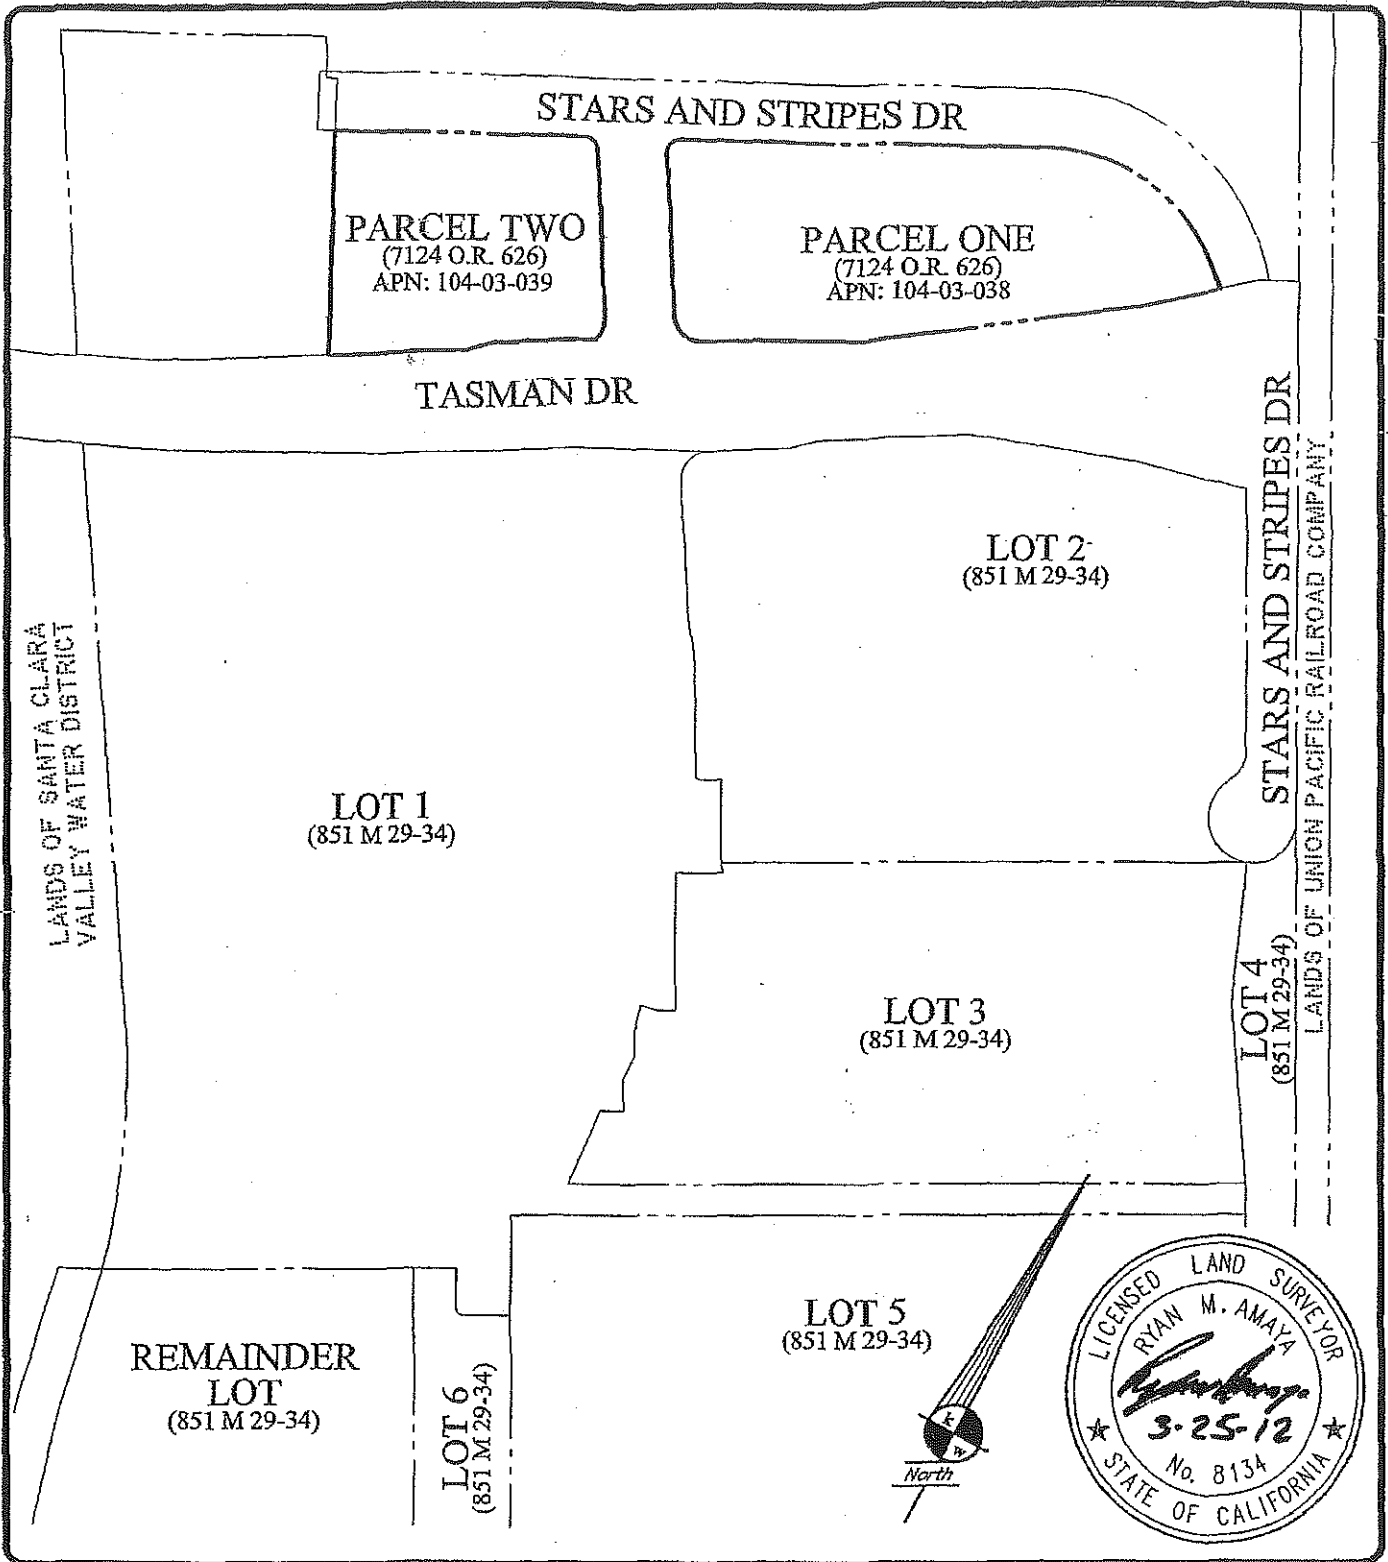 STARS AND STRIPES DR
PARCEL TWO
(7124 O.R. 626)
APN: 104-03-039
PARCEL ONE
(7124 O.R. 626)
APN: 104-03-038
TASMAN DR
STARS AND STRIPES DR
LANDS OF UNION PACIFIC RAILROAD COMPANY
LOT 2
(851 M 29-34)
LANDS OF SANTA CLARA
VALLEY WATER DISTRICT
LOT 1
(851 M 29-34)
LOT 3
(851 M 29-34)
LOT 4
(851 M 29-34)
LOT 5
(851 M 29-34)
REMAINDER
LOT
(851 M 29-34)
LOT 6
(851 M 29-34)
K
W
North
LICENSED LAND SURVEYOR
RYAN M. AMAYA
3-25-12
No. 8134
STATE OF CALIFORNIA